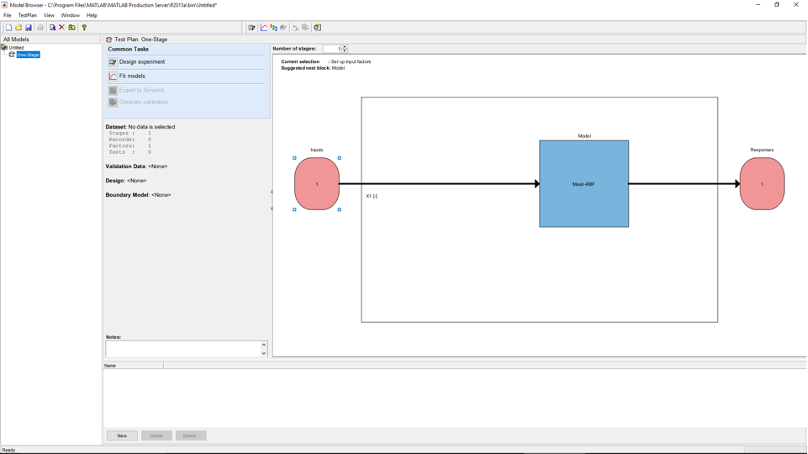 Model Browser - C:\Program Files\MATLAB\MATLAB Production Server\R2015a\bin\Untitled*
File TestPlan View Window Help
All Models
Untitled
One-Stage
Test Plan: One-Stage
Common Tasks
Design experiment
Fit models
Export to Simulink
Generate calibration
Dataset: No data is selected
Stages : 1
Records: 0
Factors: 1
Tests : 0
Validation Data: <None>
Design: <None>
Boundary Model: <None>
Notes:
Number of stages: 1
Current selection : Set up input factors
Suggested next block: Model
Inputs
1
X1 [-]
Model
Mean-RBF
Responses
1
Name
New Delete Select...
Ready